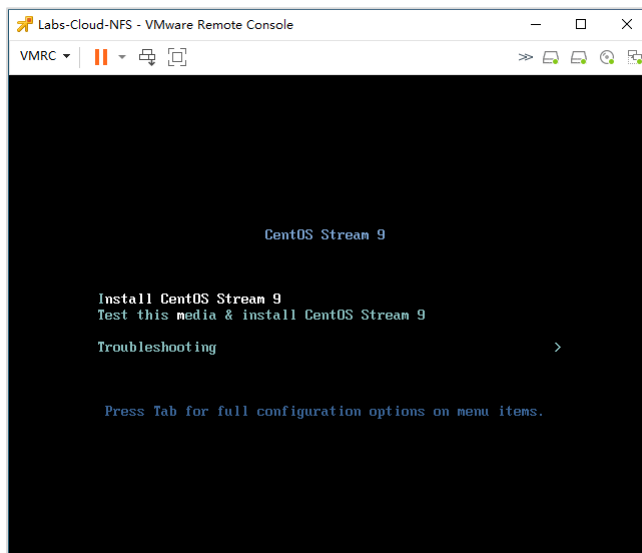 Labs-Cloud-NFS - VMware Remote Console
VMRC
CentOS Stream 9
Install CentOS Stream 9
Test this media & install CentOS Stream 9
Troubleshooting >
Press Tab for full configuration options on menu items.